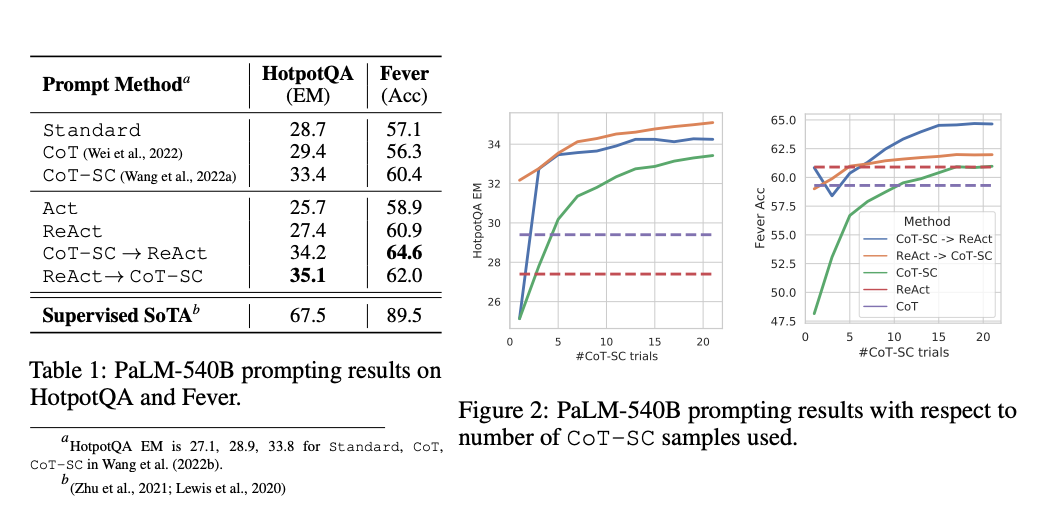 Prompt Method^a HotpotQA Fever
(EM) (Acc)
Standard 28.7 57.1
CoT (Wei et al., 2022) 29.4 56.3
CoT-SC (Wang et al., 2022a) 33.4 60.4
Act 25.7 58.9
ReAct 27.4 60.9
CoT-SC → ReAct 34.2 64.6
ReAct → CoT-SC 35.1 62.0
Supervised SoTA^b 67.5 89.5
Table 1: PaLM-540B prompting results on
HotpotQA and Fever.
^a HotpotQA EM is 27.1, 28.9, 33.8 for Standard, CoT,
CoT-SC in Wang et al. (2022b).
^b (Zhu et al., 2021; Lewis et al., 2020)
HotpotQA EM
34
32
30
28
26
0 5 10 15 20
#CoT-SC trials
Fever Acc
65.0
62.5
60.0
57.5
55.0
52.5
50.0
47.5
0 5 10 15 20
#CoT-SC trials
Method
CoT-SC -> ReAct
ReAct -> CoT-SC
CoT-SC
ReAct
CoT
Figure 2: PaLM-540B prompting results with respect to
number of CoT-SC samples used.